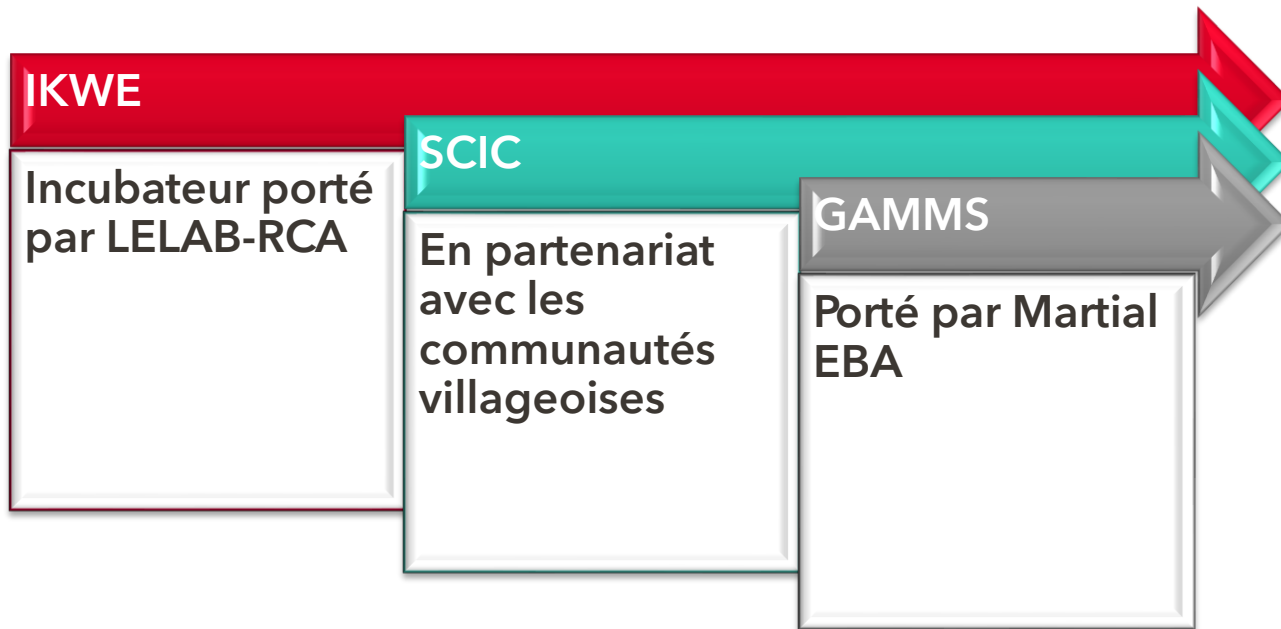 IKWE
Incubateur porté
par LELAB-RCA
SCIC
En partenariat
avec les
communautés
villageoises
GAMMS
Porté par Martial
EBA